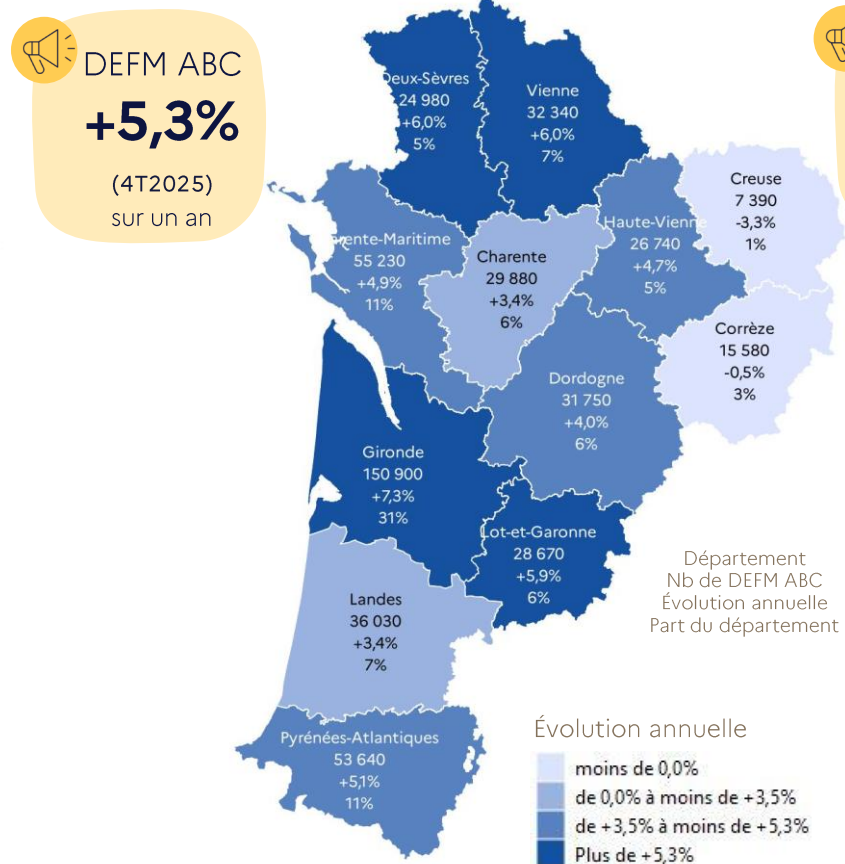 DEFM ABC
+5,3%
(4T2025)
sur un an
Deux-Sèvres
24 980
+6,0%
5%
Vienne
32 340
+6,0%
7%
Creuse
7 390
-3,3%
1%
Haute-Vienne
26 740
+4,7%
5%
rente-Maritime
55 230
+4,9%
11%
Charente
29 880
+3,4%
6%
Corrèze
15 580
-0,5%
3%
Dordogne
31 750
+4,0%
6%
Gironde
150 900
+7,3%
31%
Lot-et-Garonne
28 670
+5,9%
6%
Département
Nb de DEFM ABC
Évolution annuelle
Part du département
Landes
36 030
+3,4%
7%
Pyrénées-Atlantiques
53 640
+5,1%
11%
Évolution annuelle
moins de 0,0%
de 0,0% à moins de +3,5%
de +3,5% à moins de +5,3%
Plus de +5,3%